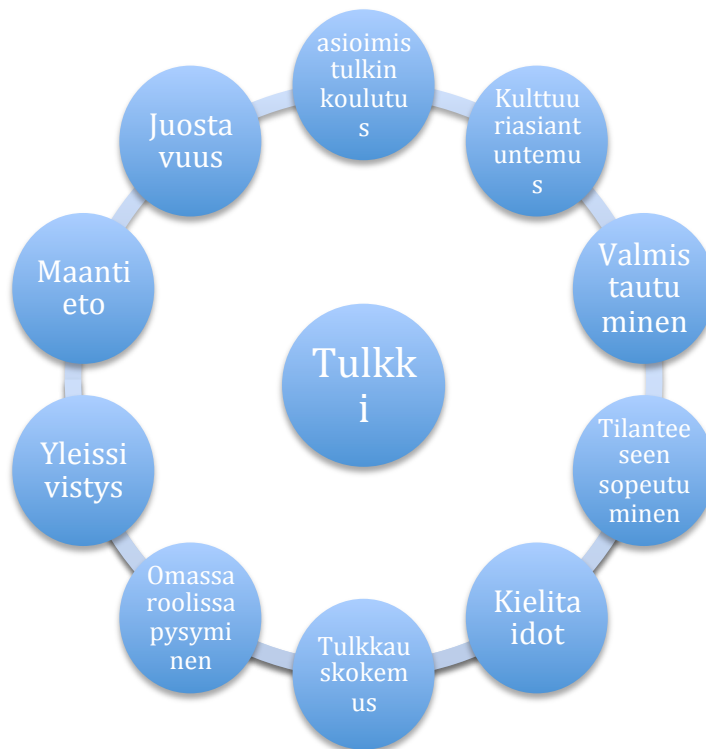 asioimis
tulkin
koulutu
s
Kulttuu
riasiant
untemu
s
Valmis
tautu
minen
Tilantee
seen
sopeutu
minen
Kielita
idot
Tulkkau
skokem
us
Omassa
roolissa
pysymi
nen
Yleissi
vistys
Maanti
eto
Juosta
vuus
Tulkk
i